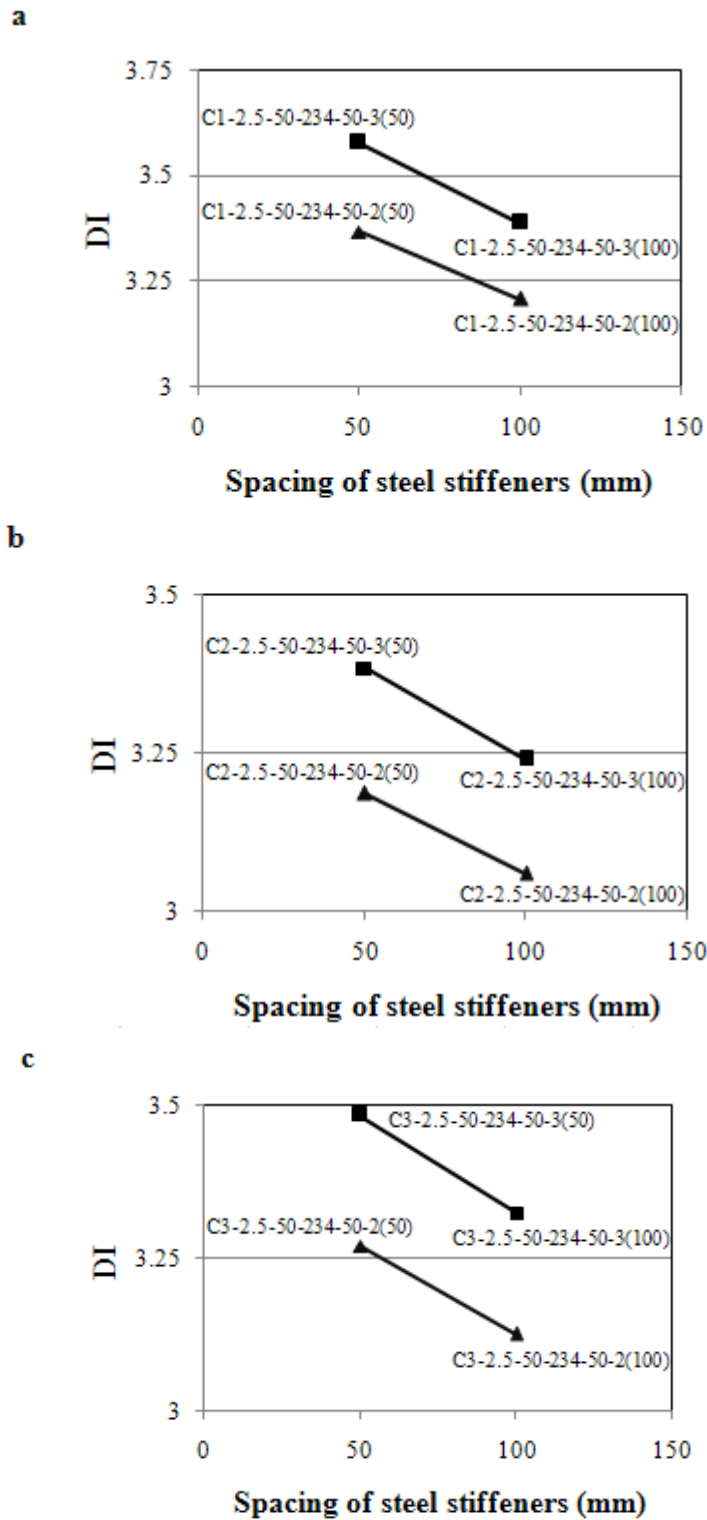 a
3.75
C1-2.5-50-234-50-3(50)
3.5
C1-2.5-50-234-50-2(50)
DI
C1-2.5-50-234-50-3(100)
3.25
C1-2.5-50-234-50-2(100)
3
0 50 100 150
Spacing of steel stiffeners (mm)
b
3.5
C2-2.5-50-234-50-3(50)
DI
3.25
C2-2.5-50-234-50-2(50)
C2-2.5-50-234-50-3(100)
C2-2.5-50-234-50-2(100)
3
0 50 100 150
Spacing of steel stiffeners (mm)
c
3.5
C3-2.5-50-234-50-3(50)
C3-2.5-50-234-50-2(50)
C3-2.5-50-234-50-3(100)
DI
3.25
C3-2.5-50-234-50-2(100)
3
0 50 100 150
Spacing of steel stiffeners (mm)